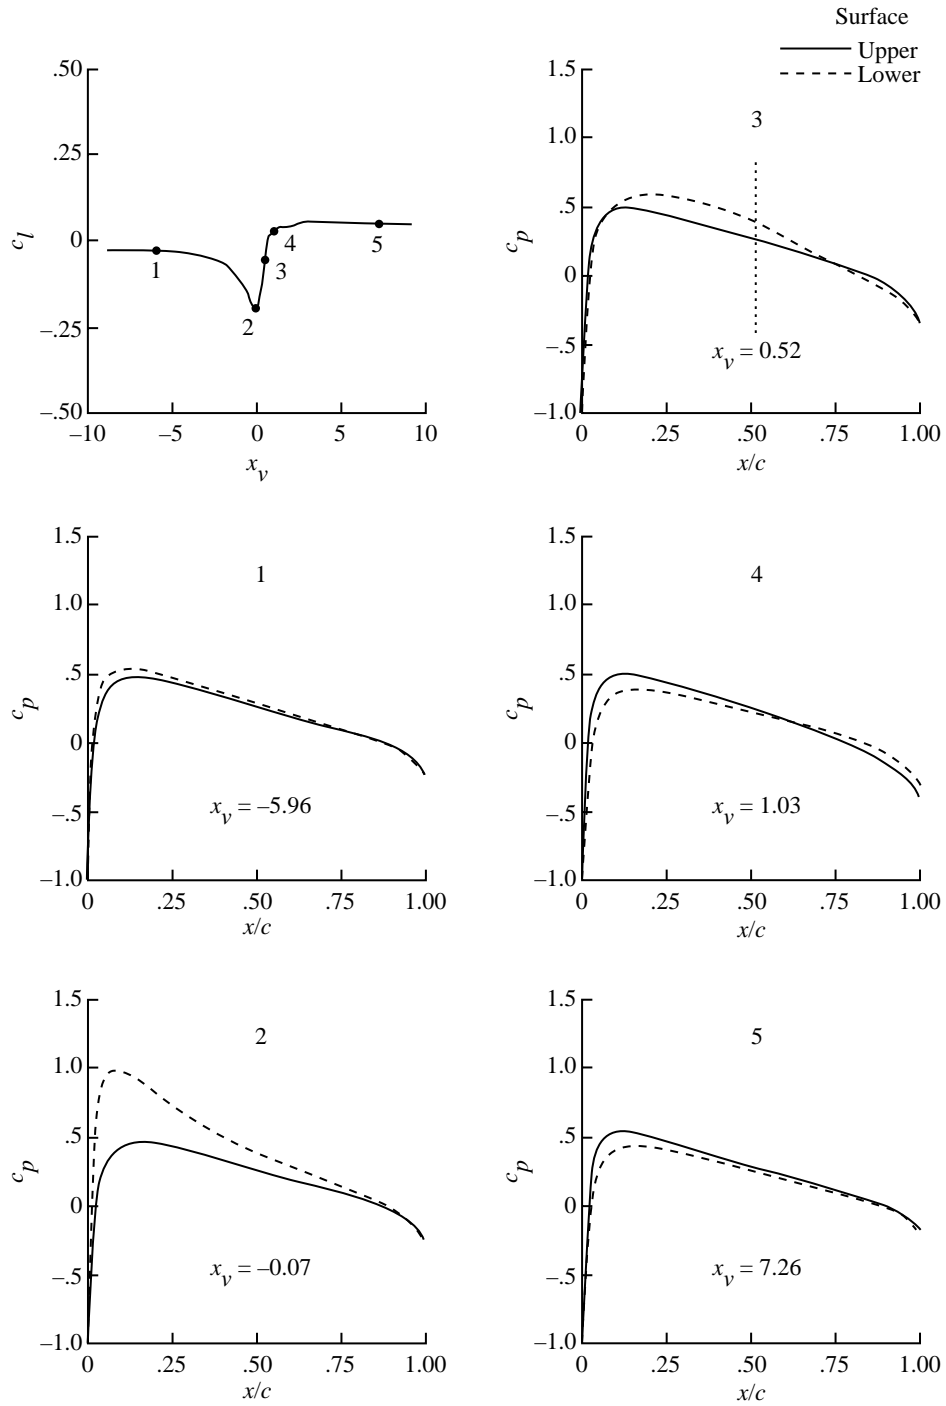 Surface
Upper
Lower
.50
.25
0
–.25
–.50
c_l
1
2
3
4
5
–10 –5 0 5 10
x_v
1.5
1.0
.5
0
–.5
–1.0
c_p
3
x_v = 0.52
0 .25 .50 .75 1.00
x/c
1.5
1.0
.5
0
–.5
–1.0
c_p
1
x_v = –5.96
0 .25 .50 .75 1.00
x/c
1.5
1.0
.5
0
–.5
–1.0
c_p
4
x_v = 1.03
0 .25 .50 .75 1.00
x/c
1.5
1.0
.5
0
–.5
–1.0
c_p
2
x_v = –0.07
0 .25 .50 .75 1.00
x/c
1.5
1.0
.5
0
–.5
–1.0
c_p
5
x_v = 7.26
0 .25 .50 .75 1.00
x/c